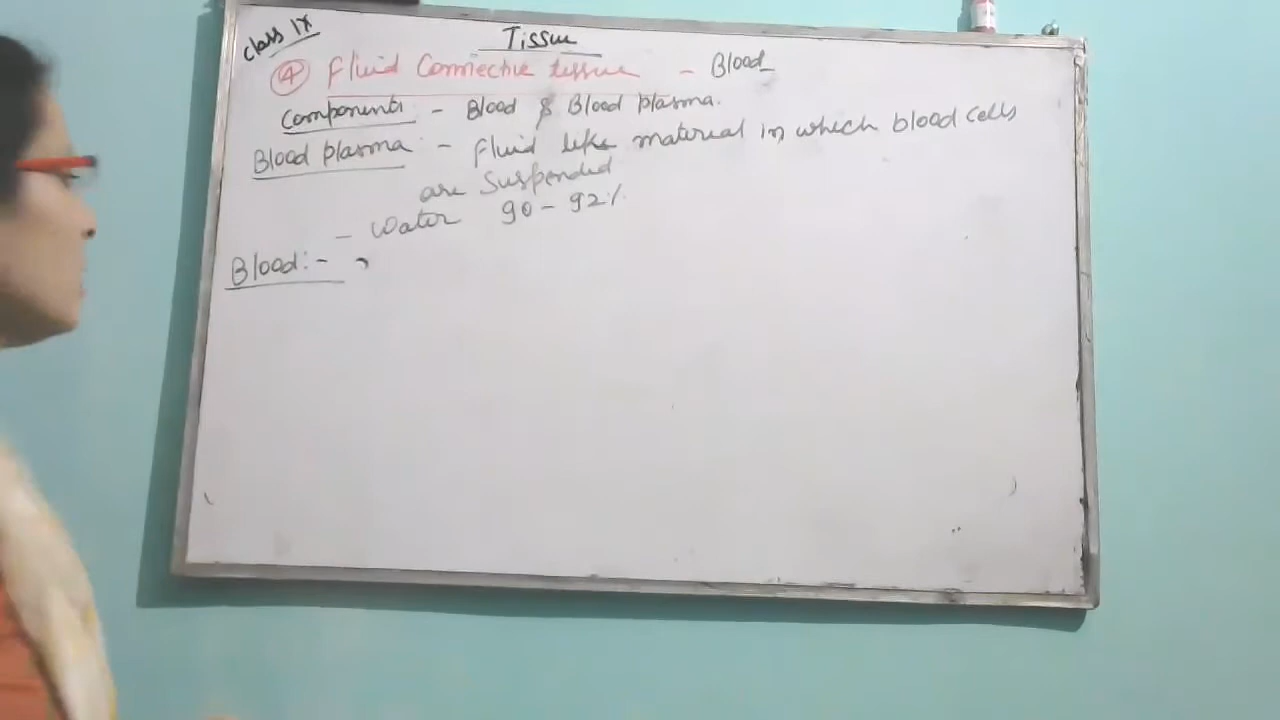 Class IX
Tissue
④ Fluid Connective tissue - Blood
Components - Blood & Blood plasma.
Blood plasma - fluid like material in which blood cells
are suspended
- Water 90-92%
Blood:-